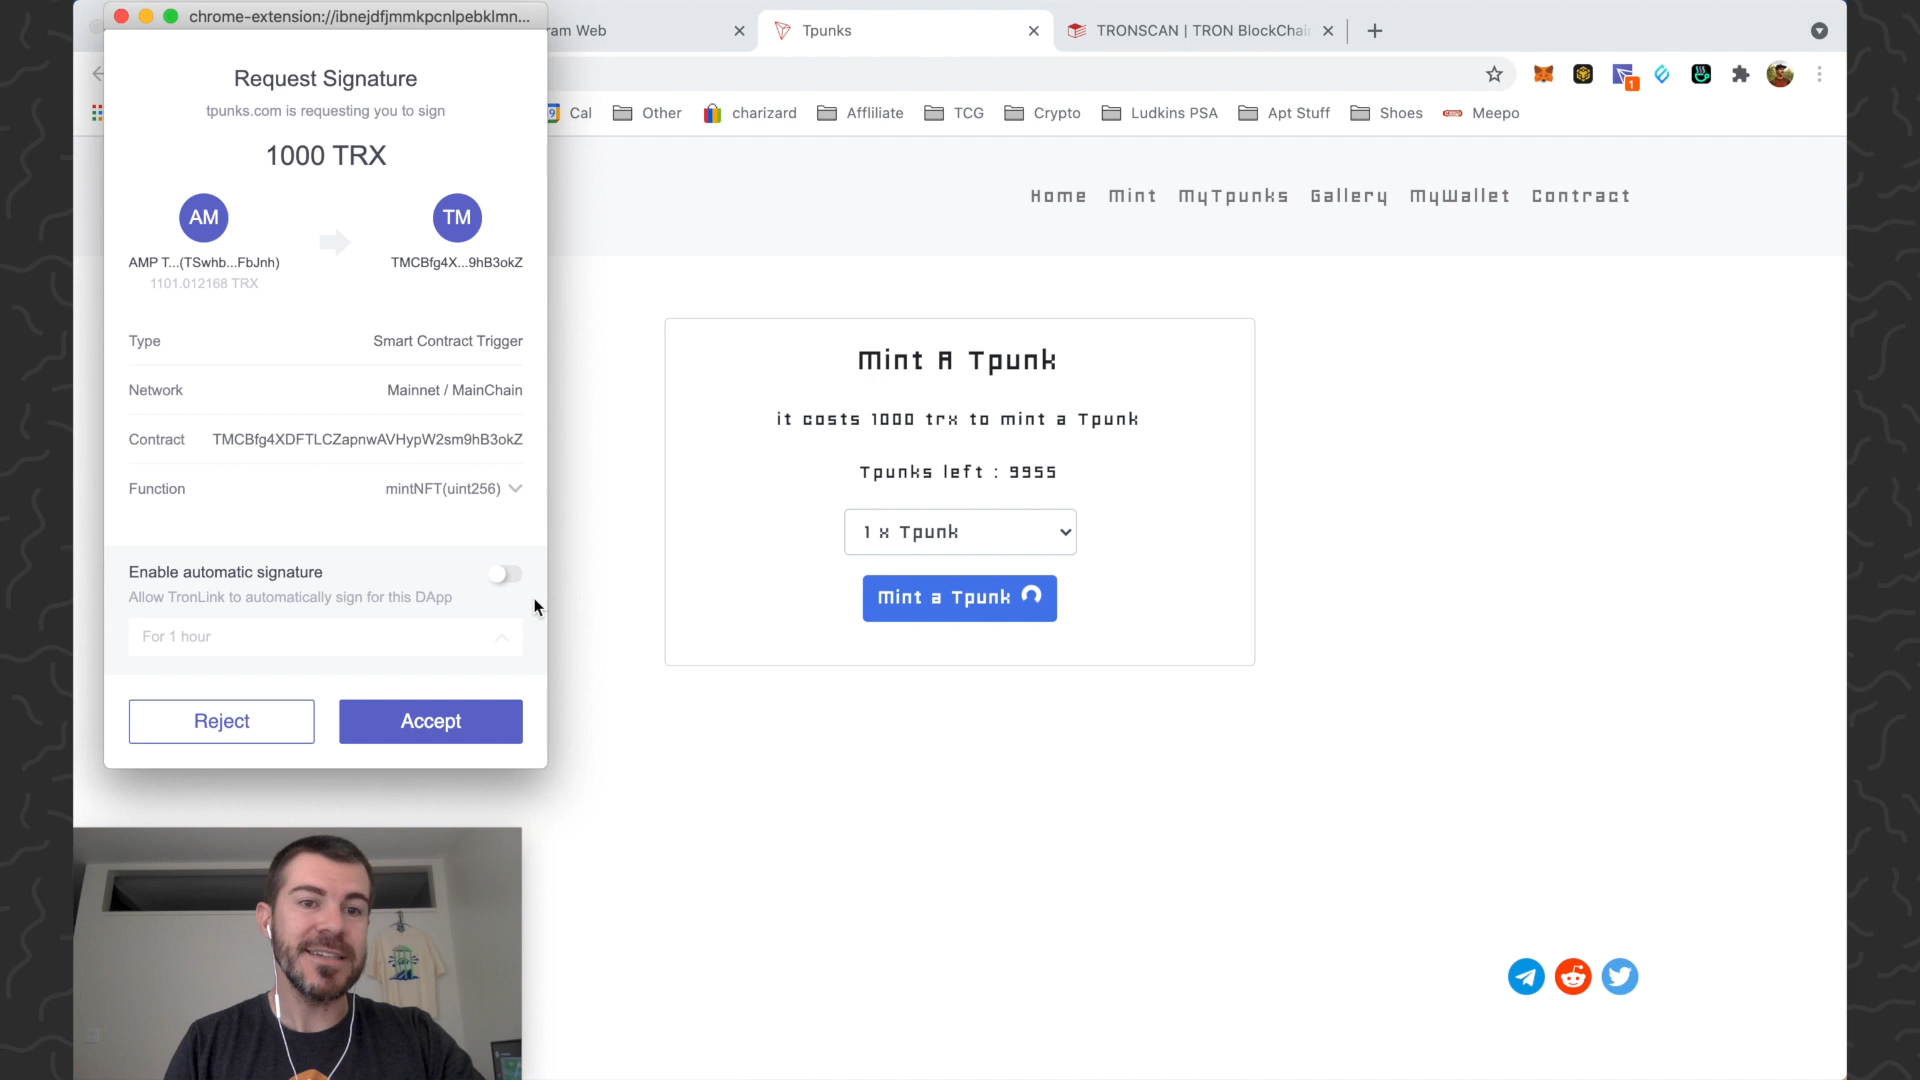 chrome-extension://ibnejdfjmmkpcnlpebklmn...
ram Web
Tpunks
TRONSCAN | TRON BlockChai
1
Cal
Other
charizard
Affliliate
TCG
Crypto
Ludkins PSA
Apt Stuff
Shoes
Meepo
Request Signature
tpunks.com is requesting you to sign
1000 TRX
AM
TM
AMP T...(TSwhb...FbJnh)
TMCBfg4X...9hB3okZ
1101.012168 TRX
Type
Smart Contract Trigger
Network
Mainnet / MainChain
Contract
TMCBfg4XDFTLCZapnwAVHypW2sm9hB3okZ
Function
mintNFT(uint256)
Enable automatic signature
Allow TronLink to automatically sign for this DApp
For 1 hour
Reject
Accept
Home
Mint
MyTpunks
Gallery
MyWallet
Contract
Mint A Tpunk
it costs 1000 trx to mint a Tpunk
Tpunks left : 9955
1 x Tpunk
Mint a Tpunk